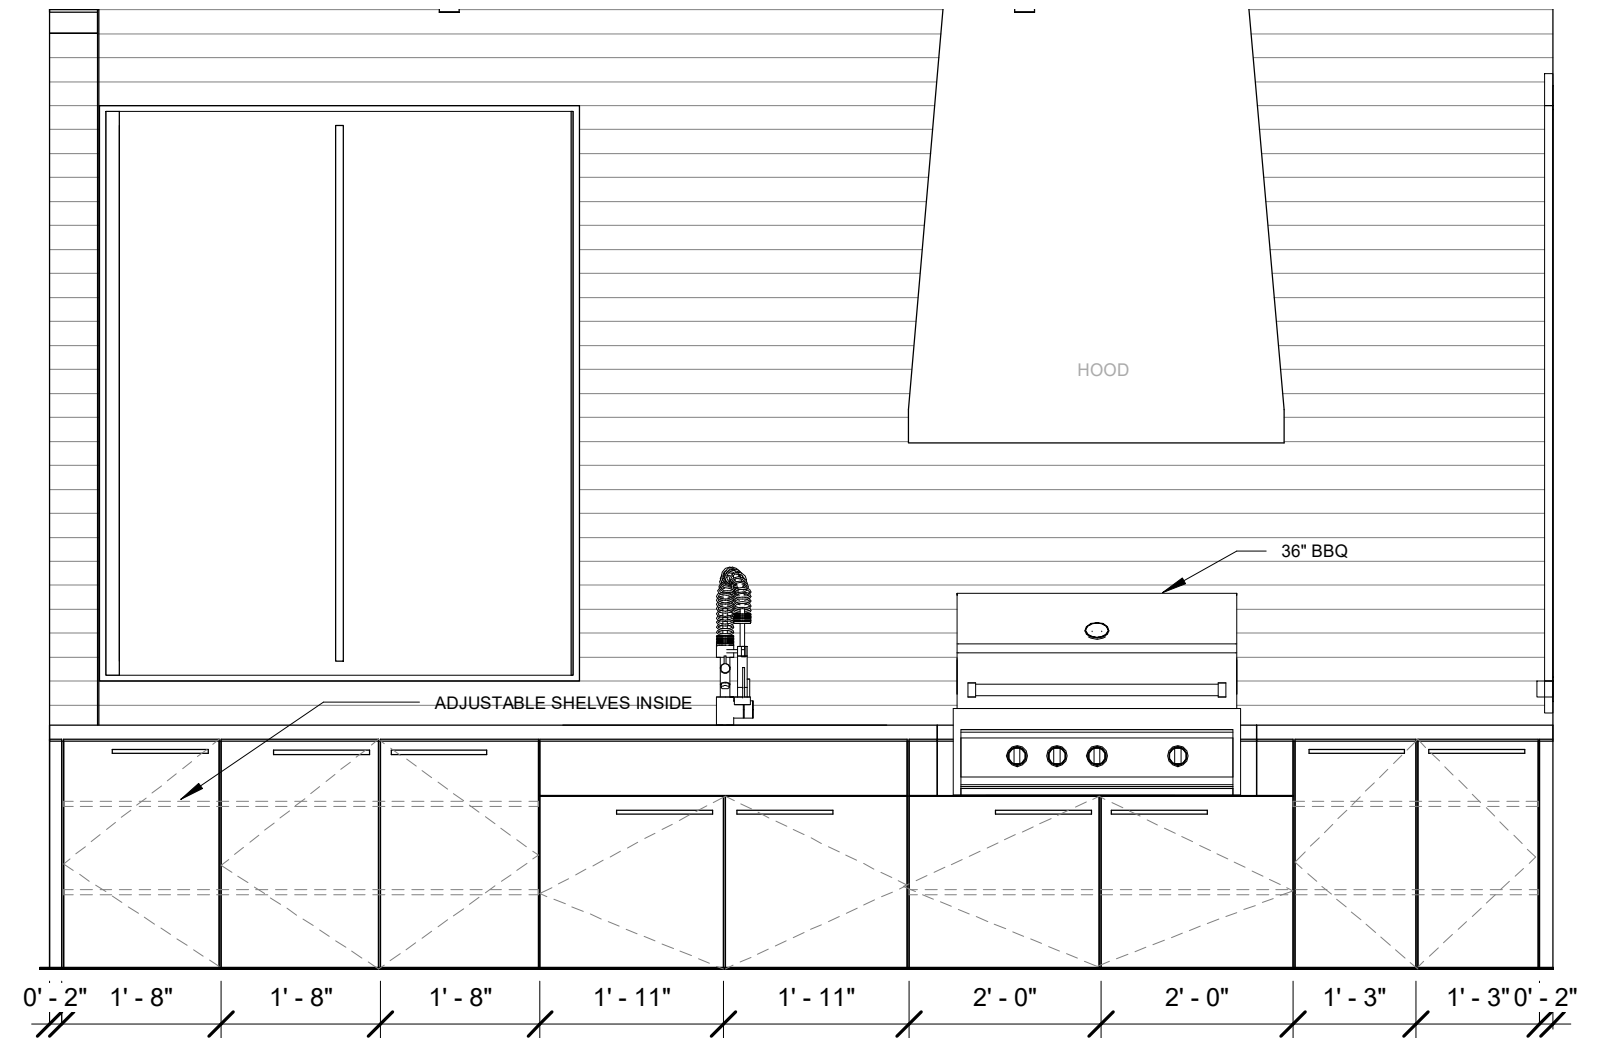 HOOD
36" BBQ
ADJUSTABLE SHELVES INSIDE
0' - 2" 1' - 8" 1' - 8" 1' - 8" 1' - 11" 1' - 11" 2' - 0" 2' - 0" 1' - 3" 1' - 3" 0' - 2"